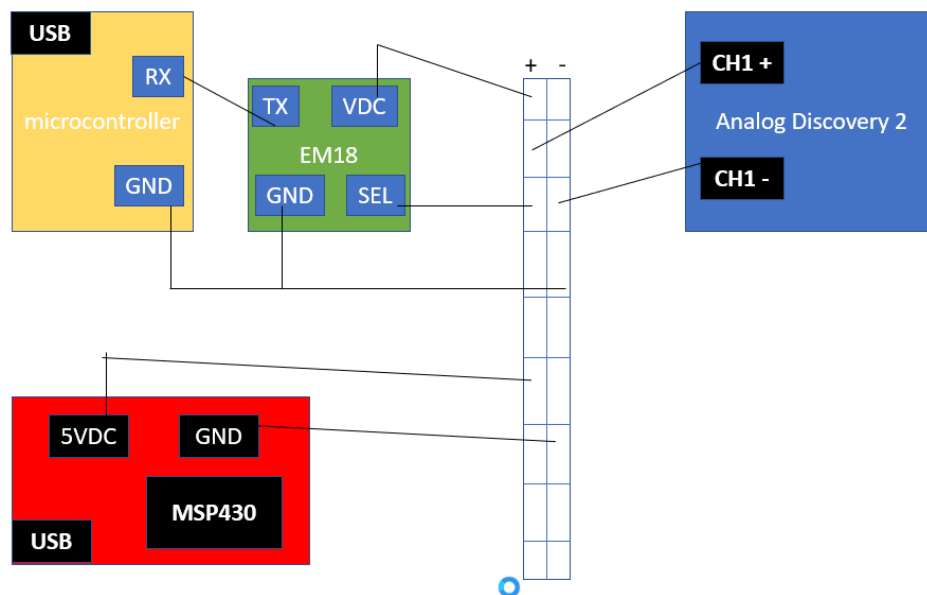 USB
RX
microcontroller
GND
TX
VDC
EM18
GND
SEL
+ -
CH1 +
Analog Discovery 2
CH1 -
5VDC
GND
MSP430
USB